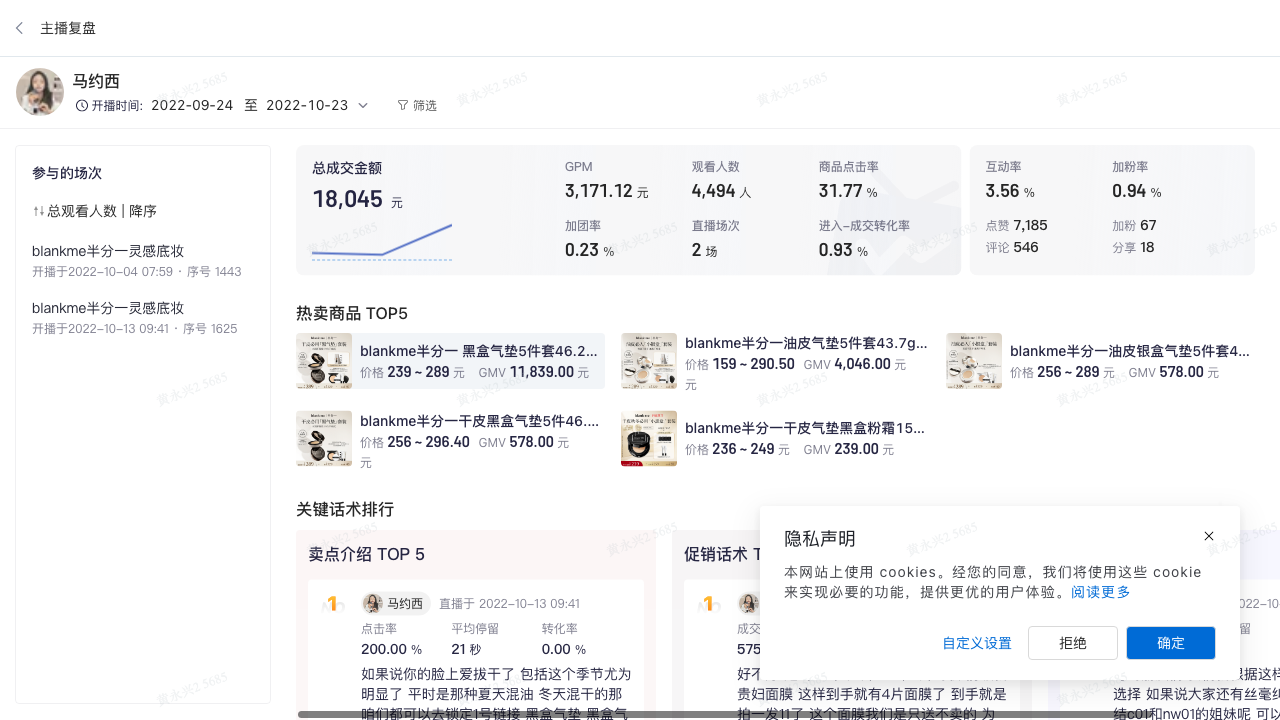 主播复盘
马约西
开播时间: 2022-09-24 至 2022-10-23 筛选
参与的场次
总观看人数 | 降序
blankme半分一灵感底妆
开播于2022-10-04 07:59 · 序号 1443
blankme半分一灵感底妆
开播于2022-10-13 09:41 · 序号 1625
总成交金额
18,045 元
GPM
3,171.12 元
观看人数
4,494 人
商品点击率
31.77 %
加团率
0.23 %
直播场次
2 场
进入-成交转化率
0.93 %
互动率
3.56 %
点赞 7,185
评论 546
加粉率
0.94 %
加粉 67
分享 18
热卖商品 TOP5
blankme半分一 黑盒气垫5件套46.2...
价格 239 ~ 289 元 GMV 11,839.00 元
blankme半分一油皮气垫5件套43.7g...
价格 159 ~ 290.50 GMV 4,046.00 元
元
blankme半分一油皮银盒气垫5件套4...
价格 256 ~ 289 元 GMV 578.00 元
blankme半分一干皮黑盒气垫5件46....
价格 256 ~ 296.40 GMV 578.00 元
元
blankme半分一干皮气垫黑盒粉霜15...
价格 236 ~ 249 元 GMV 239.00 元
关键话术排行
卖点介绍 TOP 5
1 马约西 直播于 2022-10-13 09:41
点击率 平均停留 转化率
200.00 % 21 秒 0.00 %
如果说你的脸上爱拔干了 包括这个季节尤为
明显了 平时是那种夏天混油 冬天混干的那
咱们都可以去锁定1号链接 黑盒气垫 黑盒气
促销话术 T
1
成交
575
好不
贵妇面膜 这样到手就有4片面膜了 到手就是
拍一发11了 这个面膜我们是只送不卖的 为
022-10-
留
选择 如果说大家还有丝毫纟
结c01和nw01的姐妹呢 可以
隐私声明
本网站上使用 cookies。经您的同意，我们将使用这些 cookie
来实现必要的功能，提供更优的用户体验。阅读更多
自定义设置 拒绝 确定
黄永兴2 5685